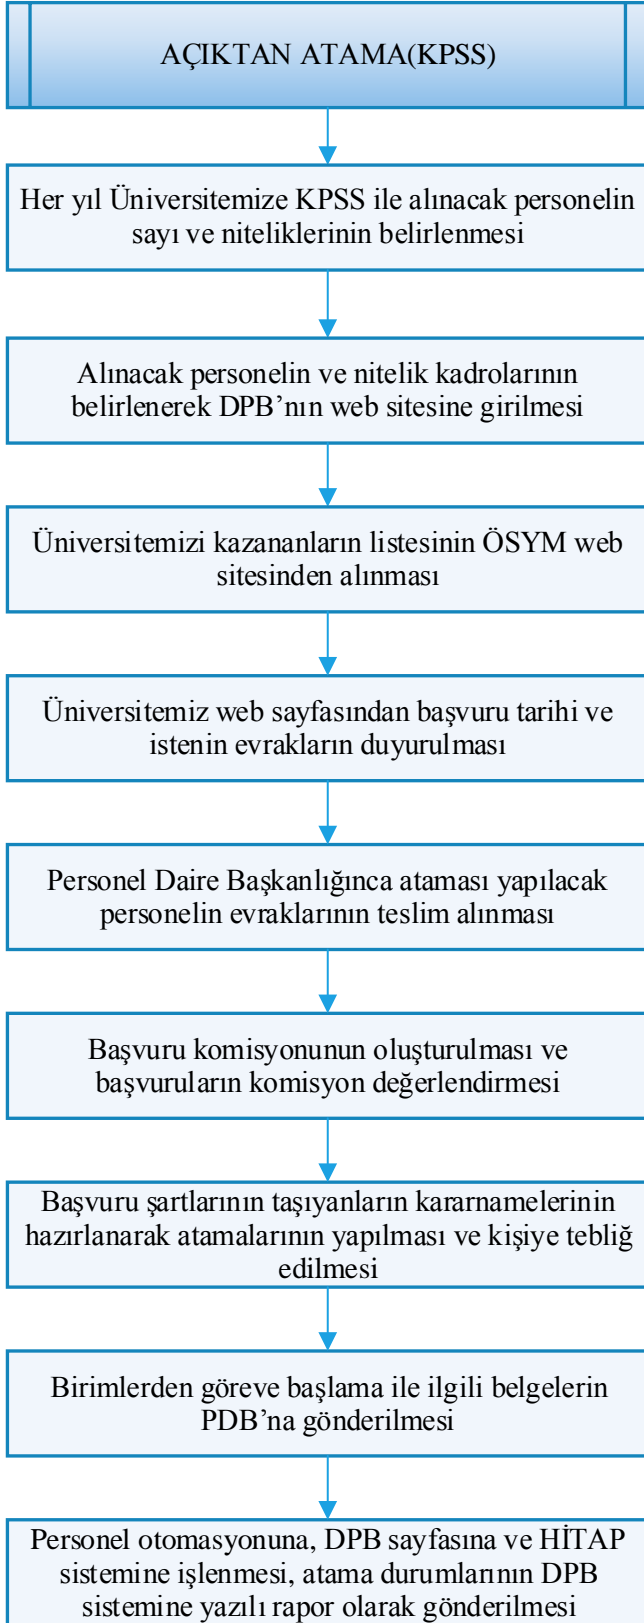 AÇIKTAN ATAMA(KPSS)
Her yıl Üniversitemize KPSS ile alınacak personelin
sayı ve niteliklerinin belirlenmesi
Alınacak personelin ve nitelik kadrolarının
belirlenerek DPB’nın web sitesine girilmesi
Üniversitemizi kazananların listesinin ÖSYM web
sitesinden alınması
Üniversitemiz web sayfasından başvuru tarihi ve
istenin evrakların duyurulması
Personel Daire Başkanlığınca ataması yapılacak
personelin evraklarının teslim alınması
Başvuru komisyonunun oluşturulması ve
başvuruların komisyon değerlendirmesi
Başvuru şartlarının taşıyanların kararnamelerinin
hazırlanarak atamalarının yapılması ve kişiye tebliğ
edilmesi
Birimlerden göreve başlama ile ilgili belgelerin
PDB’na gönderilmesi
Personel otomasyonuna, DPB sayfasına ve HİTAP
sistemine işlenmesi, atama durumlarının DPB
sistemine yazılı rapor olarak gönderilmesi